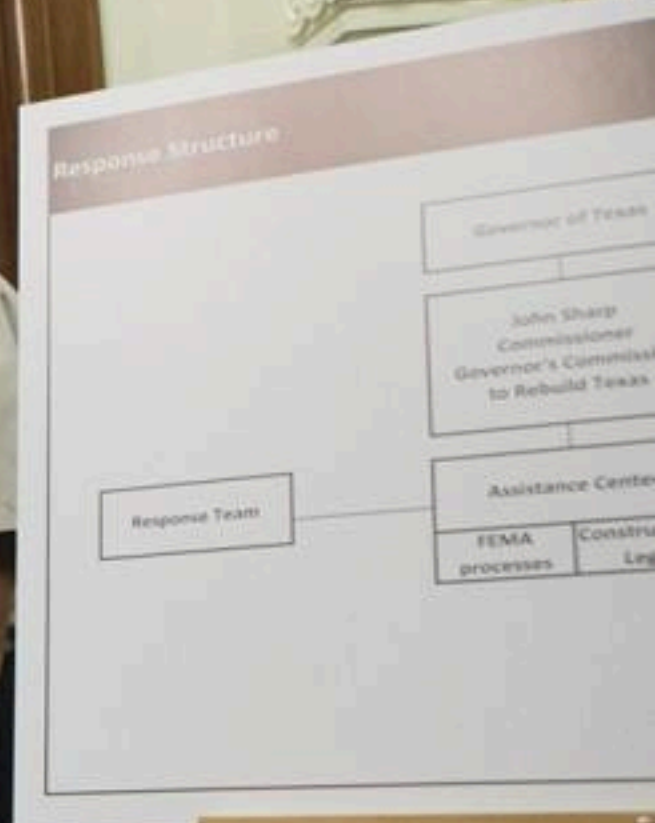 Response Structure
Governor of Texas
John Sharp
Commissioner
Governor's Commissi
to Rebuild Texas
Response Team
Assistance Cente
FEMA
processes
Constru
Leg